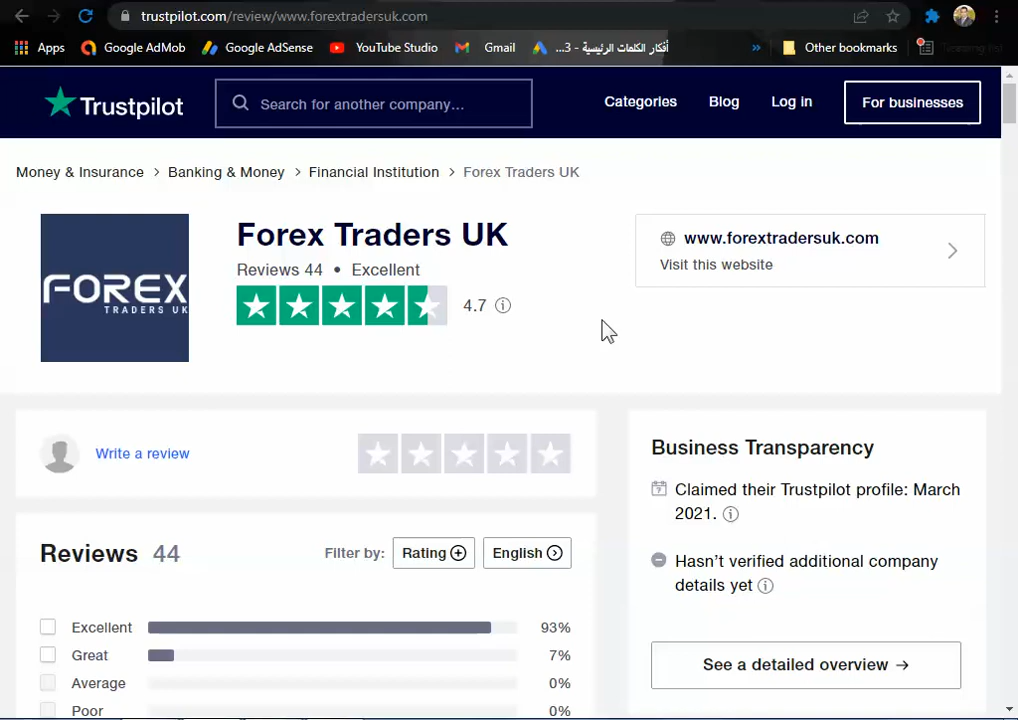 trustpilot.com/review/www.forextradersuk.com
Apps
Google AdMob
Google AdSense
YouTube Studio
Gmail
أفكار الكلمات الرئيسية - 3...
»
Other bookmarks
Trustpilot
Search for another company...
Categories
Blog
Log in
For businesses
Money & Insurance > Banking & Money > Financial Institution > Forex Traders UK
FOREX
TRADERS UK
Forex Traders UK
Reviews 44 • Excellent
4.7
www.forextradersuk.com
Visit this website
Write a review
Reviews 44
Filter by:
Rating
English
Excellent 93%
Great 7%
Average 0%
Poor 0%
Business Transparency
Claimed their Trustpilot profile: March
2021.
Hasn't verified additional company
details yet
See a detailed overview →